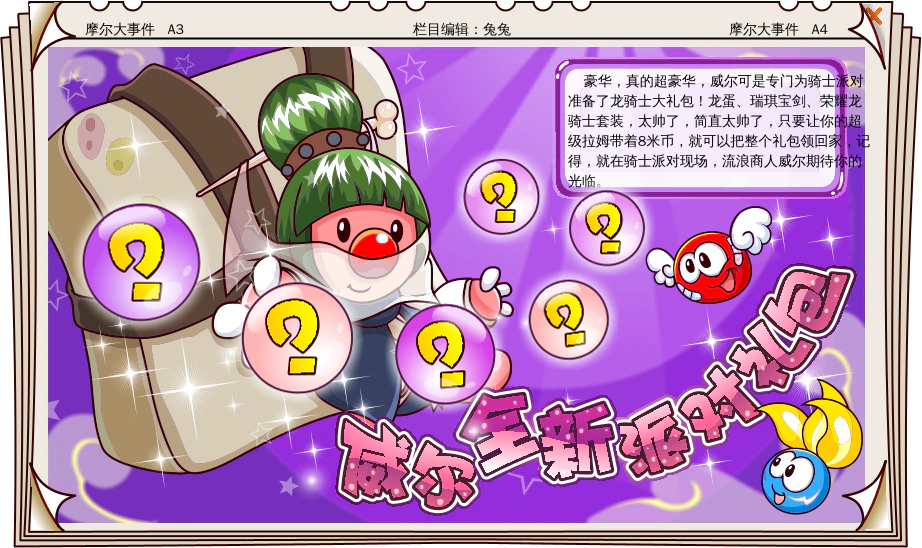 摩尔大事件 A3
栏目编辑：兔兔
摩尔大事件 A4
豪华，真的超豪华，威尔可是专门为骑士派对
准备了龙骑士大礼包！龙蛋、瑞琪宝剑、荣耀龙
骑士套装，太帅了，简直太帅了，只要让你的超
级拉姆带着8米币，就可以把整个礼包领回家，记
得，就在骑士派对现场，流浪商人威尔期待你的
光临。
?
?
?
?
?
?
威尔全新派对礼包